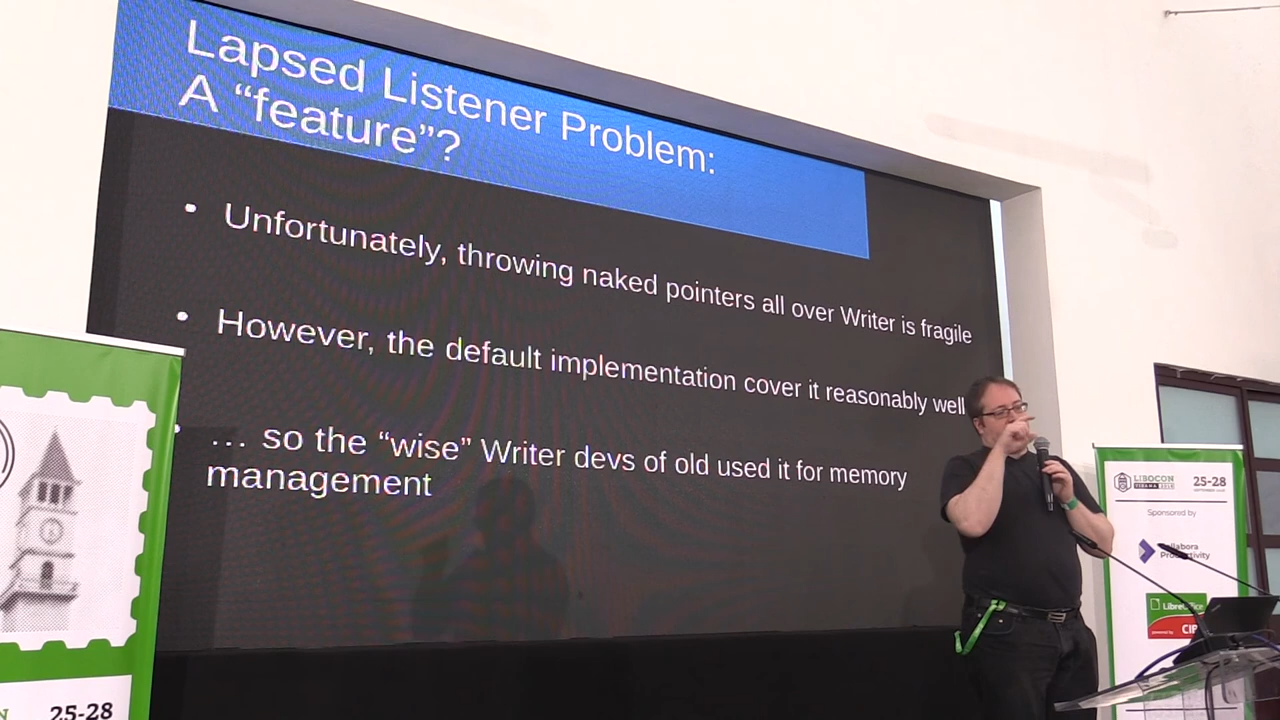 Lapsed Listener Problem:
A “feature”?
• Unfortunately, throwing naked pointers all over Writer is fragile
• However, the default implementation cover it reasonably well
• … so the “wise” Writer devs of old used it for memory
management
25-28
LIBOCON
25-28
Sponsored by
Productivity
CIB